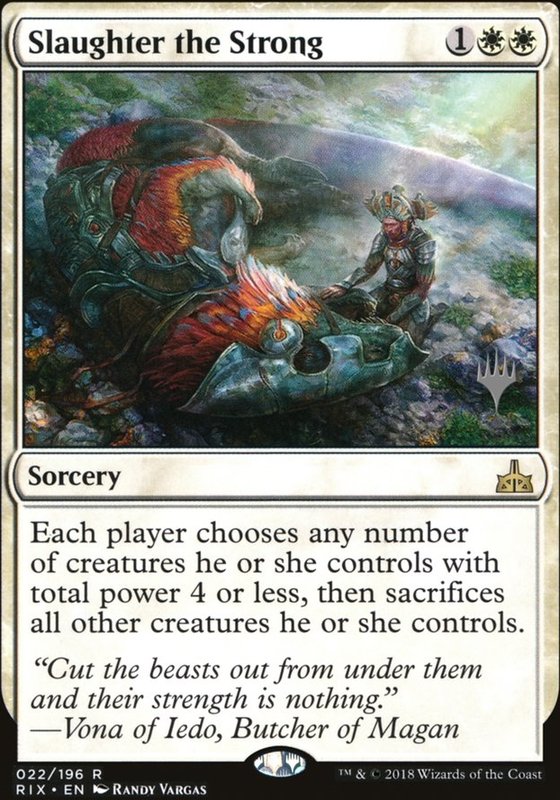 Slaughter the Strong 1
Sorcery
Each player chooses any number
of creatures he or she controls with
total power 4 or less, then sacrifices
all other creatures he or she controls.
“Cut the beasts out from under them
and their strength is nothing.”
—Vona of Iedo, Butcher of Magan
022/196 R
RIX • EN RANDY VARGAS
™ & © 2018 Wizards of the Coast